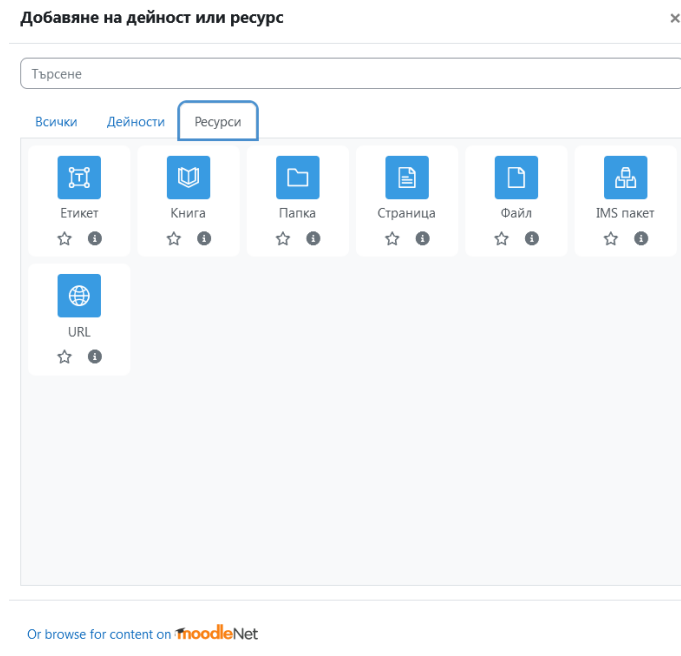 Добавяне на дейност или ресурс
Търсене
Всички Дейности Ресурси
Етикет Книга Папка Страница Файл IMS пакет
URL
Or browse for content on moodleNet